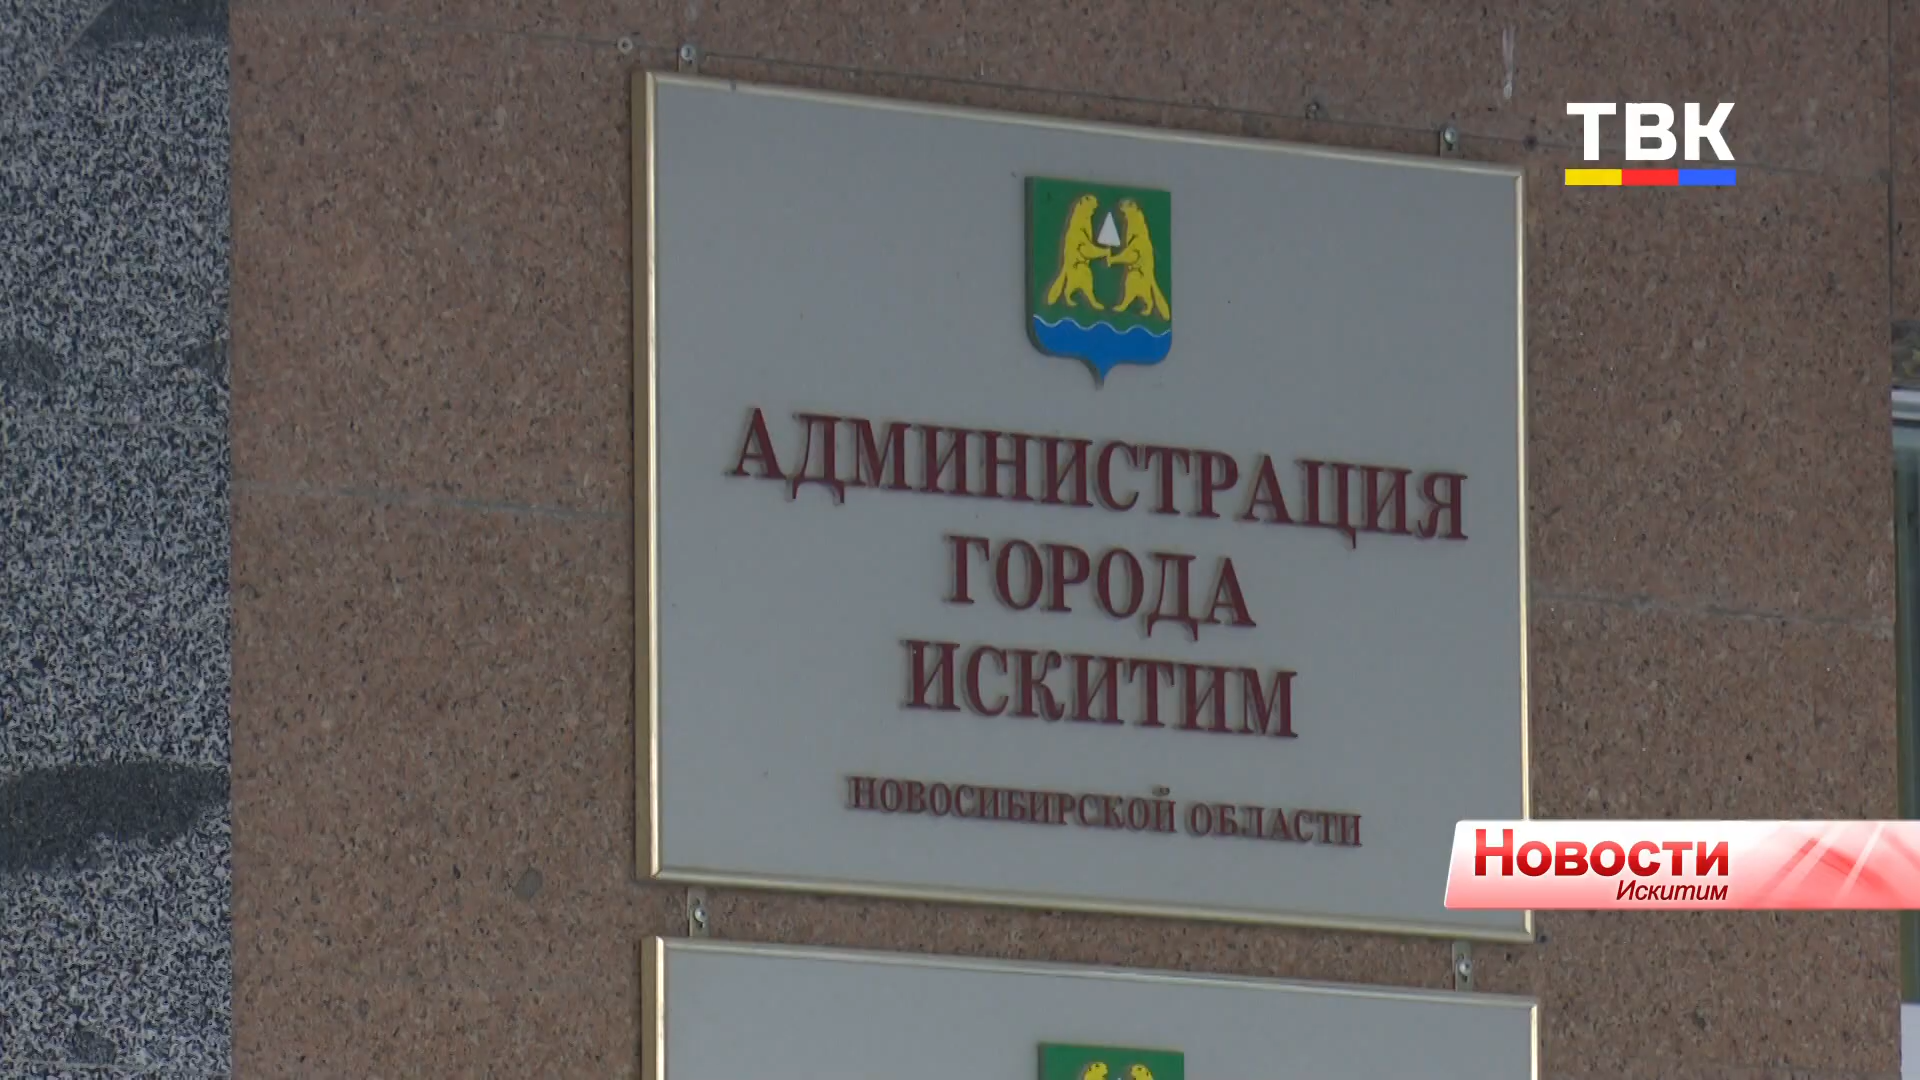 ТВК
АДМИНИСТРАЦИЯ
ГОРОДА
ИСКИТИМ
НОВОСИБИРСКОЙ ОБЛАСТИ
Новости
Искитим